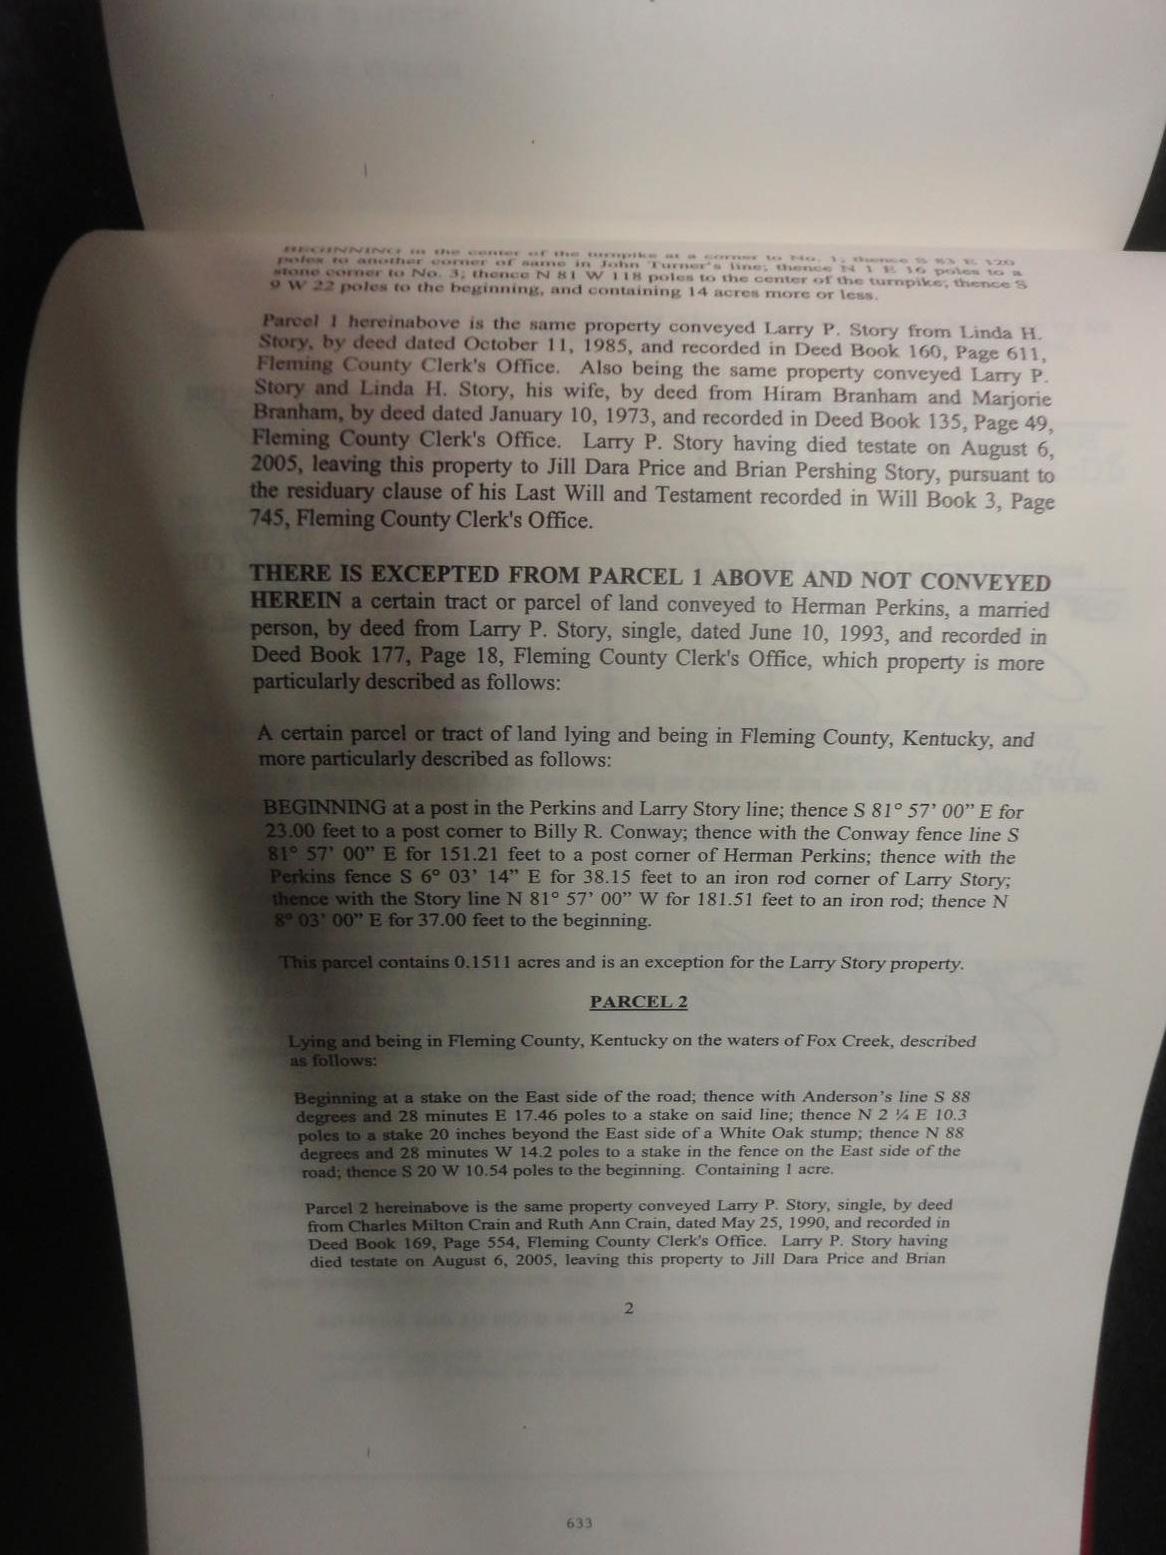 BEGINNING in the center of the turnpike at a corner to No. 1, thence S 83 E 120
poles to another corner of same in John Turner's line, thence N 1 E 16 poles to a
stone corner to No. 3; thence N 81 W 118 poles to the center of the turnpike; thence S
9 W 22 poles to the beginning, and containing 14 acres more or less.
Parcel 1 hereinabove is the same property conveyed Larry P. Story from Linda H.
Story, by deed dated October 11, 1985, and recorded in Deed Book 160, Page 611,
Fleming County Clerk's Office. Also being the same property conveyed Larry P.
Story and Linda H. Story, his wife, by deed from Hiram Branham and Marjorie
Branham, by deed dated January 10, 1973, and recorded in Deed Book 135, Page 49,
Fleming County Clerk's Office. Larry P. Story having died testate on August 6,
2005, leaving this property to Jill Dara Price and Brian Pershing Story, pursuant to
the residuary clause of his Last Will and Testament recorded in Will Book 3, Page
745, Fleming County Clerk's Office.
THERE IS EXCEPTED FROM PARCEL 1 ABOVE AND NOT CONVEYED
HEREIN a certain tract or parcel of land conveyed to Herman Perkins, a married
person, by deed from Larry P. Story, single, dated June 10, 1993, and recorded in
Deed Book 177, Page 18, Fleming County Clerk's Office, which property is more
particularly described as follows:
A certain parcel or tract of land lying and being in Fleming County, Kentucky, and
more particularly described as follows:
BEGINNING at a post in the Perkins and Larry Story line; thence S 81° 57' 00" E for
23.00 feet to a post corner to Billy R. Conway; thence with the Conway fence line S
81° 57' 00" E for 151.21 feet to a post corner of Herman Perkins; thence with the
Perkins fence S 6° 03' 14" E for 38.15 feet to an iron rod corner of Larry Story;
thence with the Story line N 81° 57' 00" W for 181.51 feet to an iron rod; thence N
8° 03' 00" E for 37.00 feet to the beginning.
This parcel contains 0.1511 acres and is an exception for the Larry Story property.
PARCEL 2
Lying and being in Fleming County, Kentucky on the waters of Fox Creek, described
as follows:
Beginning at a stake on the East side of the road; thence with Anderson's line S 88
degrees and 28 minutes E 17.46 poles to a stake on said line; thence N 2 ¼ E 10.3
poles to a stake 20 inches beyond the East side of a White Oak stump; thence N 88
degrees and 28 minutes W 14.2 poles to a stake in the fence on the East side of the
road; thence S 20 W 10.54 poles to the beginning. Containing 1 acre.
Parcel 2 hereinabove is the same property conveyed Larry P. Story, single, by deed
from Charles Milton Crain and Ruth Ann Crain, dated May 25, 1990, and recorded in
Deed Book 169, Page 554, Fleming County Clerk's Office. Larry P. Story having
died testate on August 6, 2005, leaving this property to Jill Dara Price and Brian
2
633